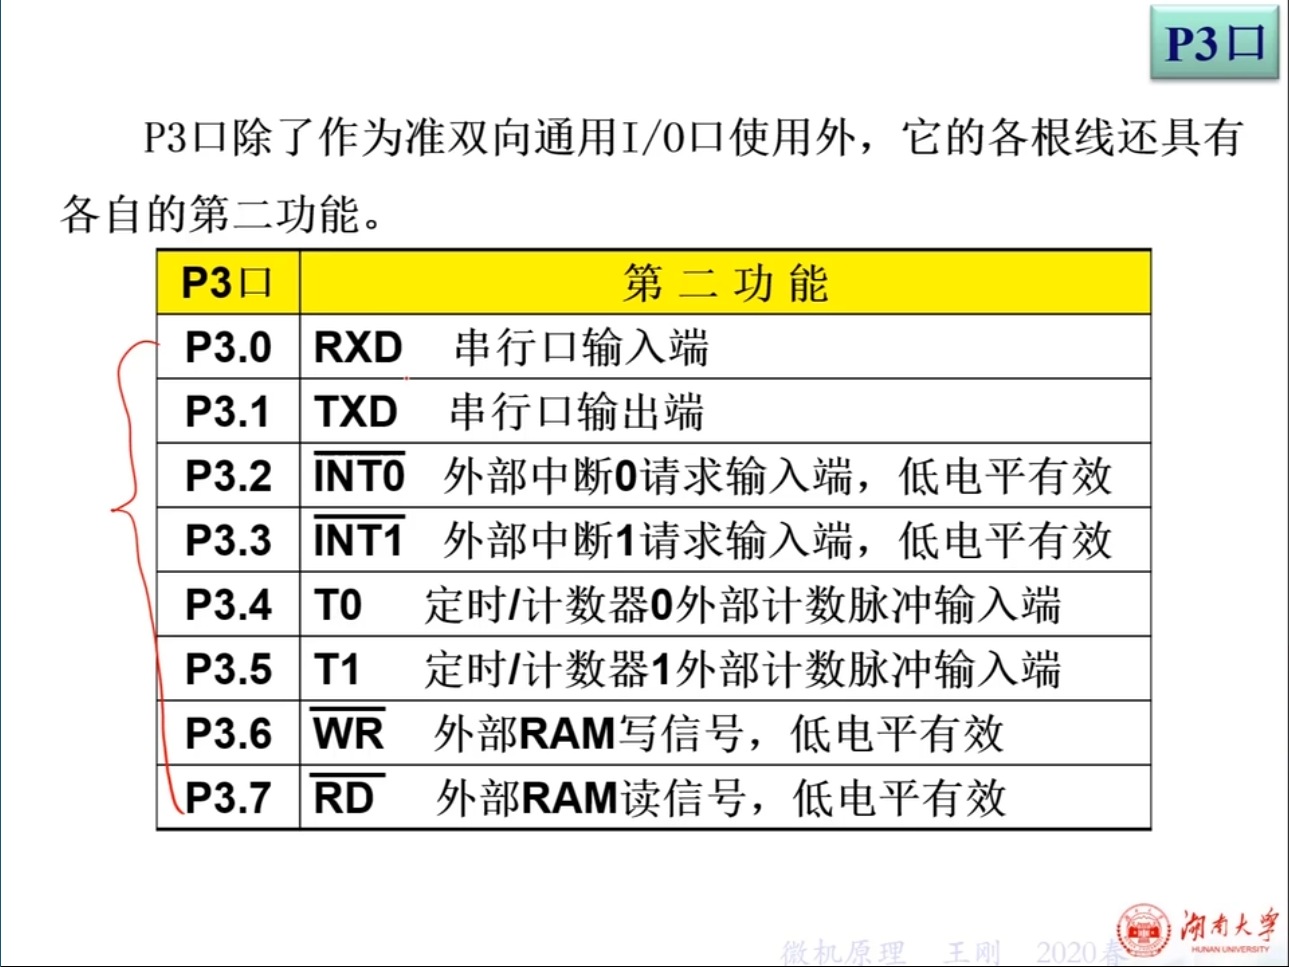 P3口
P3口除了作为准双向通用I/O口使用外，它的各根线还具有
各自的第二功能。
P3口 第 二 功 能
P3.0 RXD 串行口输入端
P3.1 TXD 串行口输出端
P3.2 I̅N̅T̅0̅ 外部中断0请求输入端，低电平有效
P3.3 I̅N̅T̅1̅ 外部中断1请求输入端，低电平有效
P3.4 T0 定时/计数器0外部计数脉冲输入端
P3.5 T1 定时/计数器1外部计数脉冲输入端
P3.6 W̅R̅ 外部RAM写信号，低电平有效
P3.7 R̅D̅ 外部RAM读信号，低电平有效
湖南大学
HUNAN UNIVERSITY
微机原理 王刚 2020春